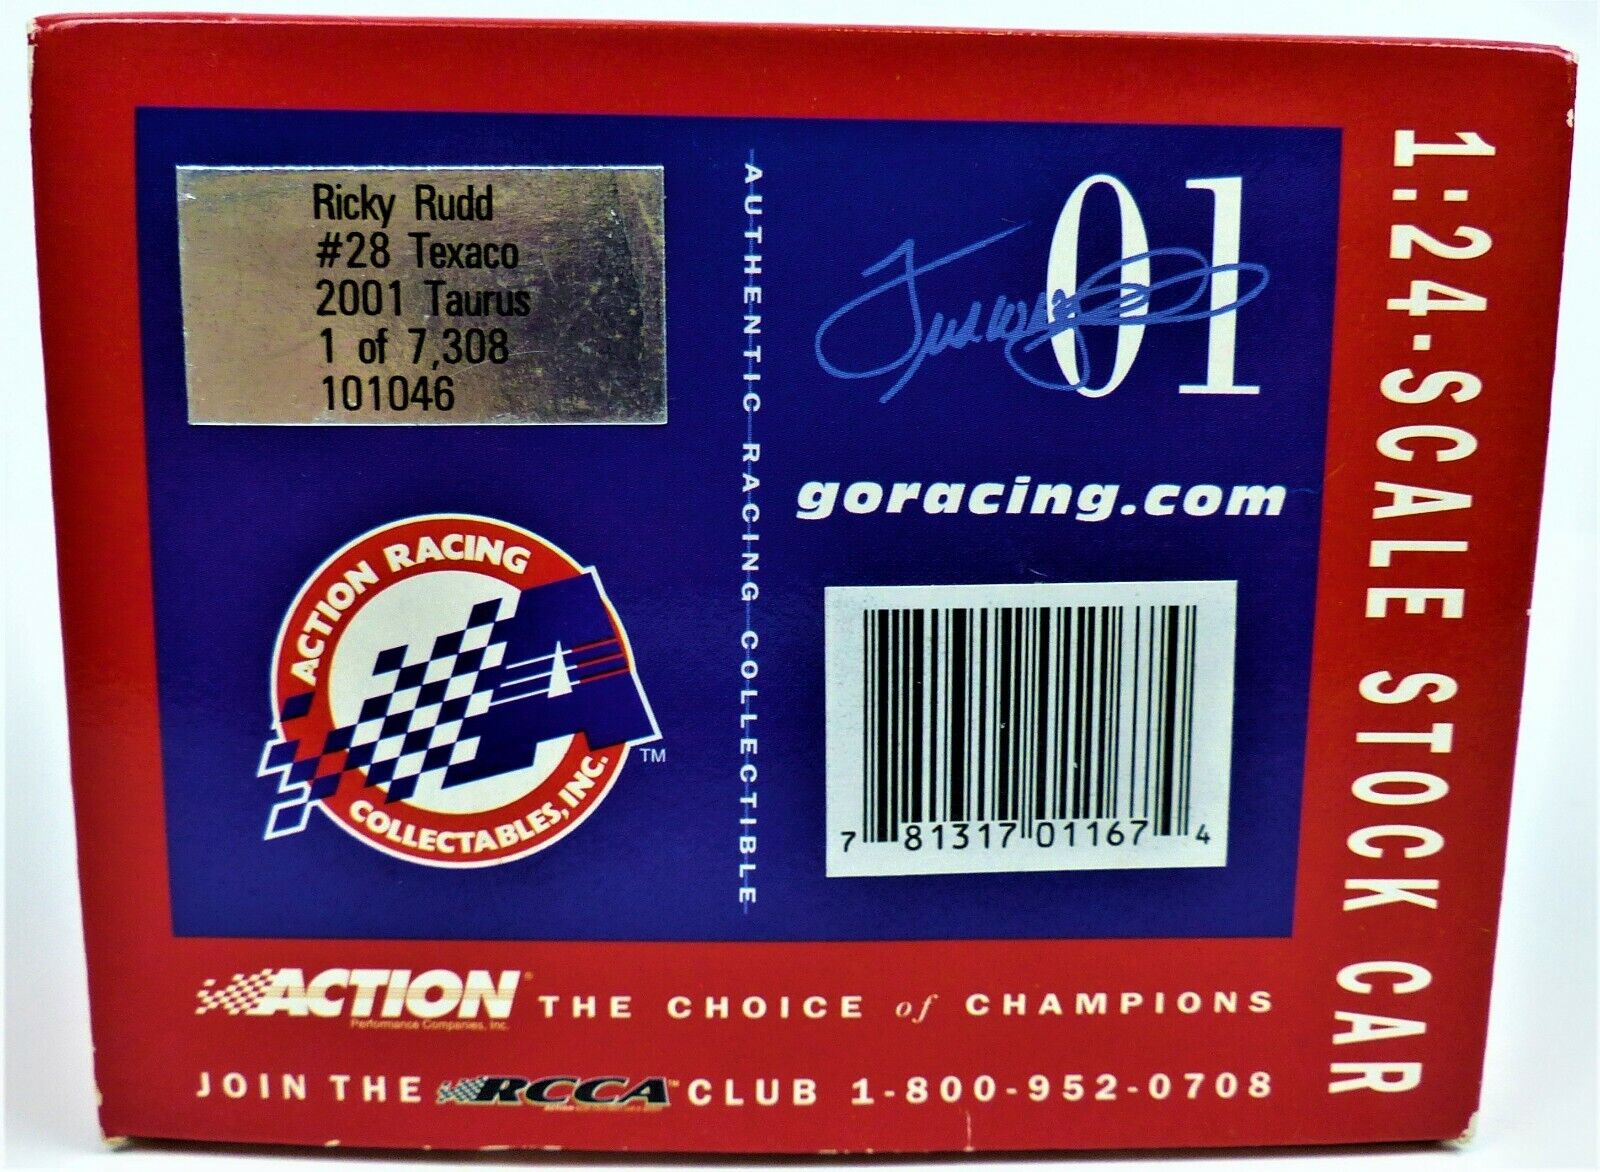 Ricky Rudd
#28 Texaco
2001 Taurus
1 of 7,308
101046
ACTION RACING
COLLECTABLES, INC.
TM
AUTHENTIC RACING COLLECTIBLE
01
goracing.com
7 81317 01167 4
1:24-SCALE STOCK CAR
ACTION® THE CHOICE of CHAMPIONS
Performance Companies, Inc.
JOIN THE RCCA™ CLUB 1-800-952-0708